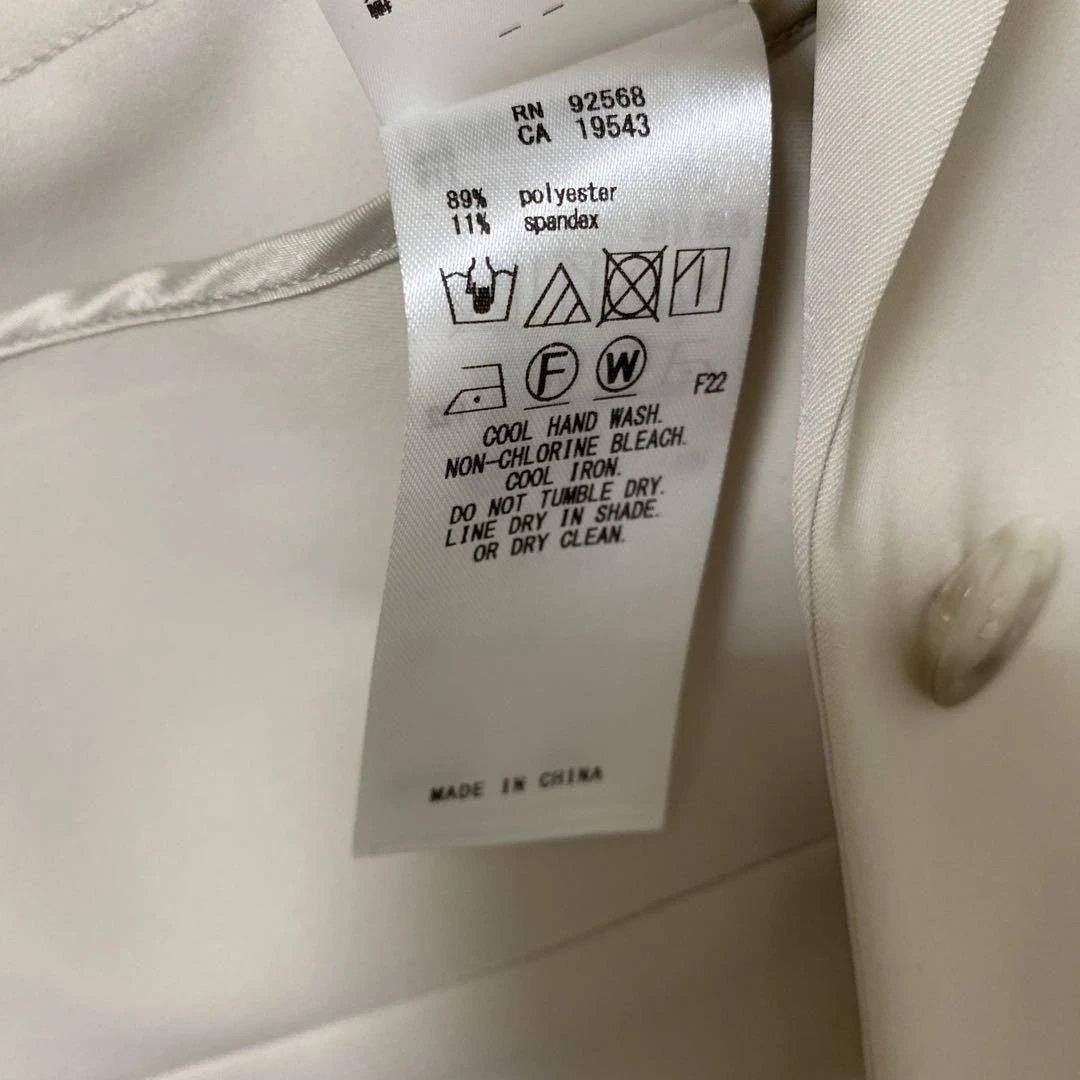 RN 92568
CA 19543
89% polyester
11% spandex
F W F22
COOL HAND WASH.
NON-CHLORINE BLEACH.
COOL IRON.
DO NOT TUMBLE DRY.
LINE DRY IN SHADE.
OR DRY CLEAN.
MADE IN CHINA